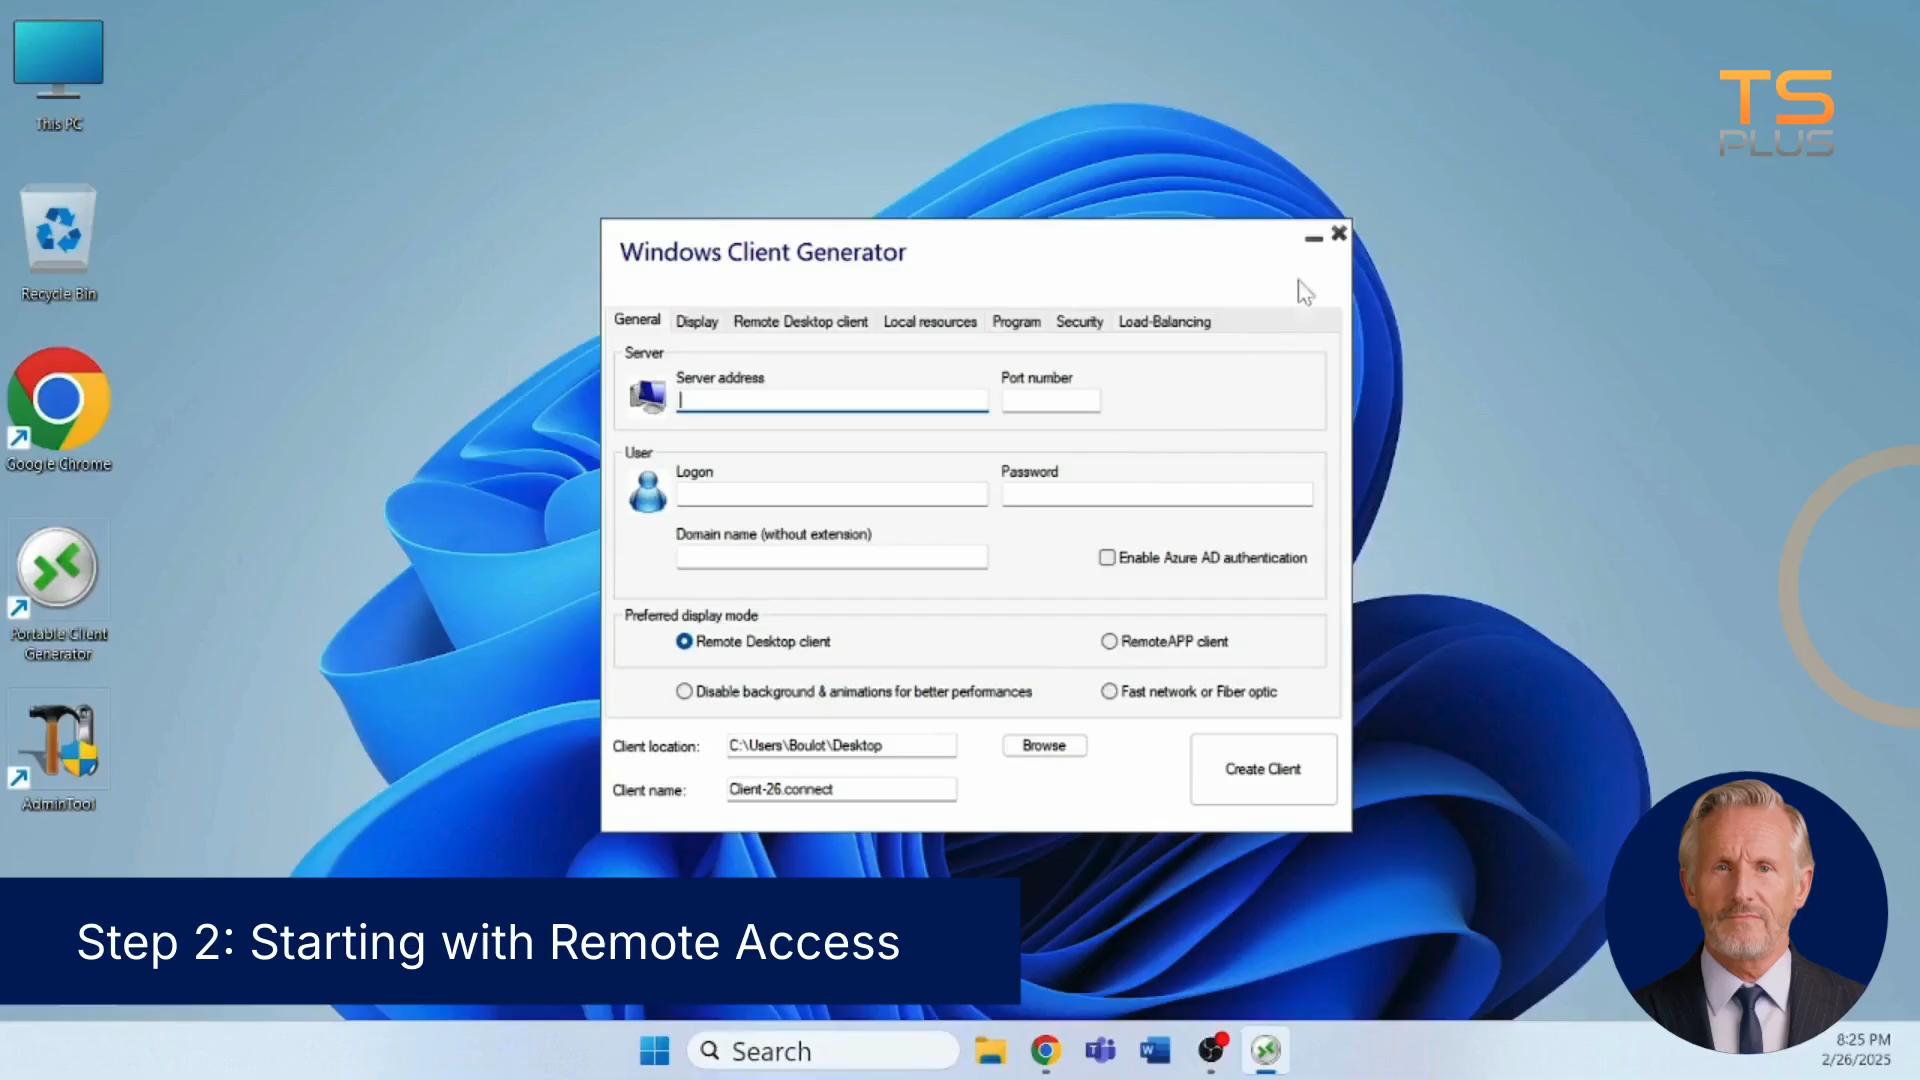 This PC
Recycle Bin
Google Chrome
Portable Client
Generator
AdminTool
TS
PLUS
Windows Client Generator
General Display Remote Desktop client Local resources Program Security Load-Balancing
Server
Server address Port number
User
Logon Password
Domain name (without extension)
Enable Azure AD authentication
Preferred display mode
Remote Desktop client RemoteAPP client
Disable background & animations for better performances Fast network or Fiber optic
Client location: C:\Users\Boulot\Desktop Browse
Create Client
Client name: Client-26.connect
Step 2: Starting with Remote Access
Search
8:25 PM
2/26/2025